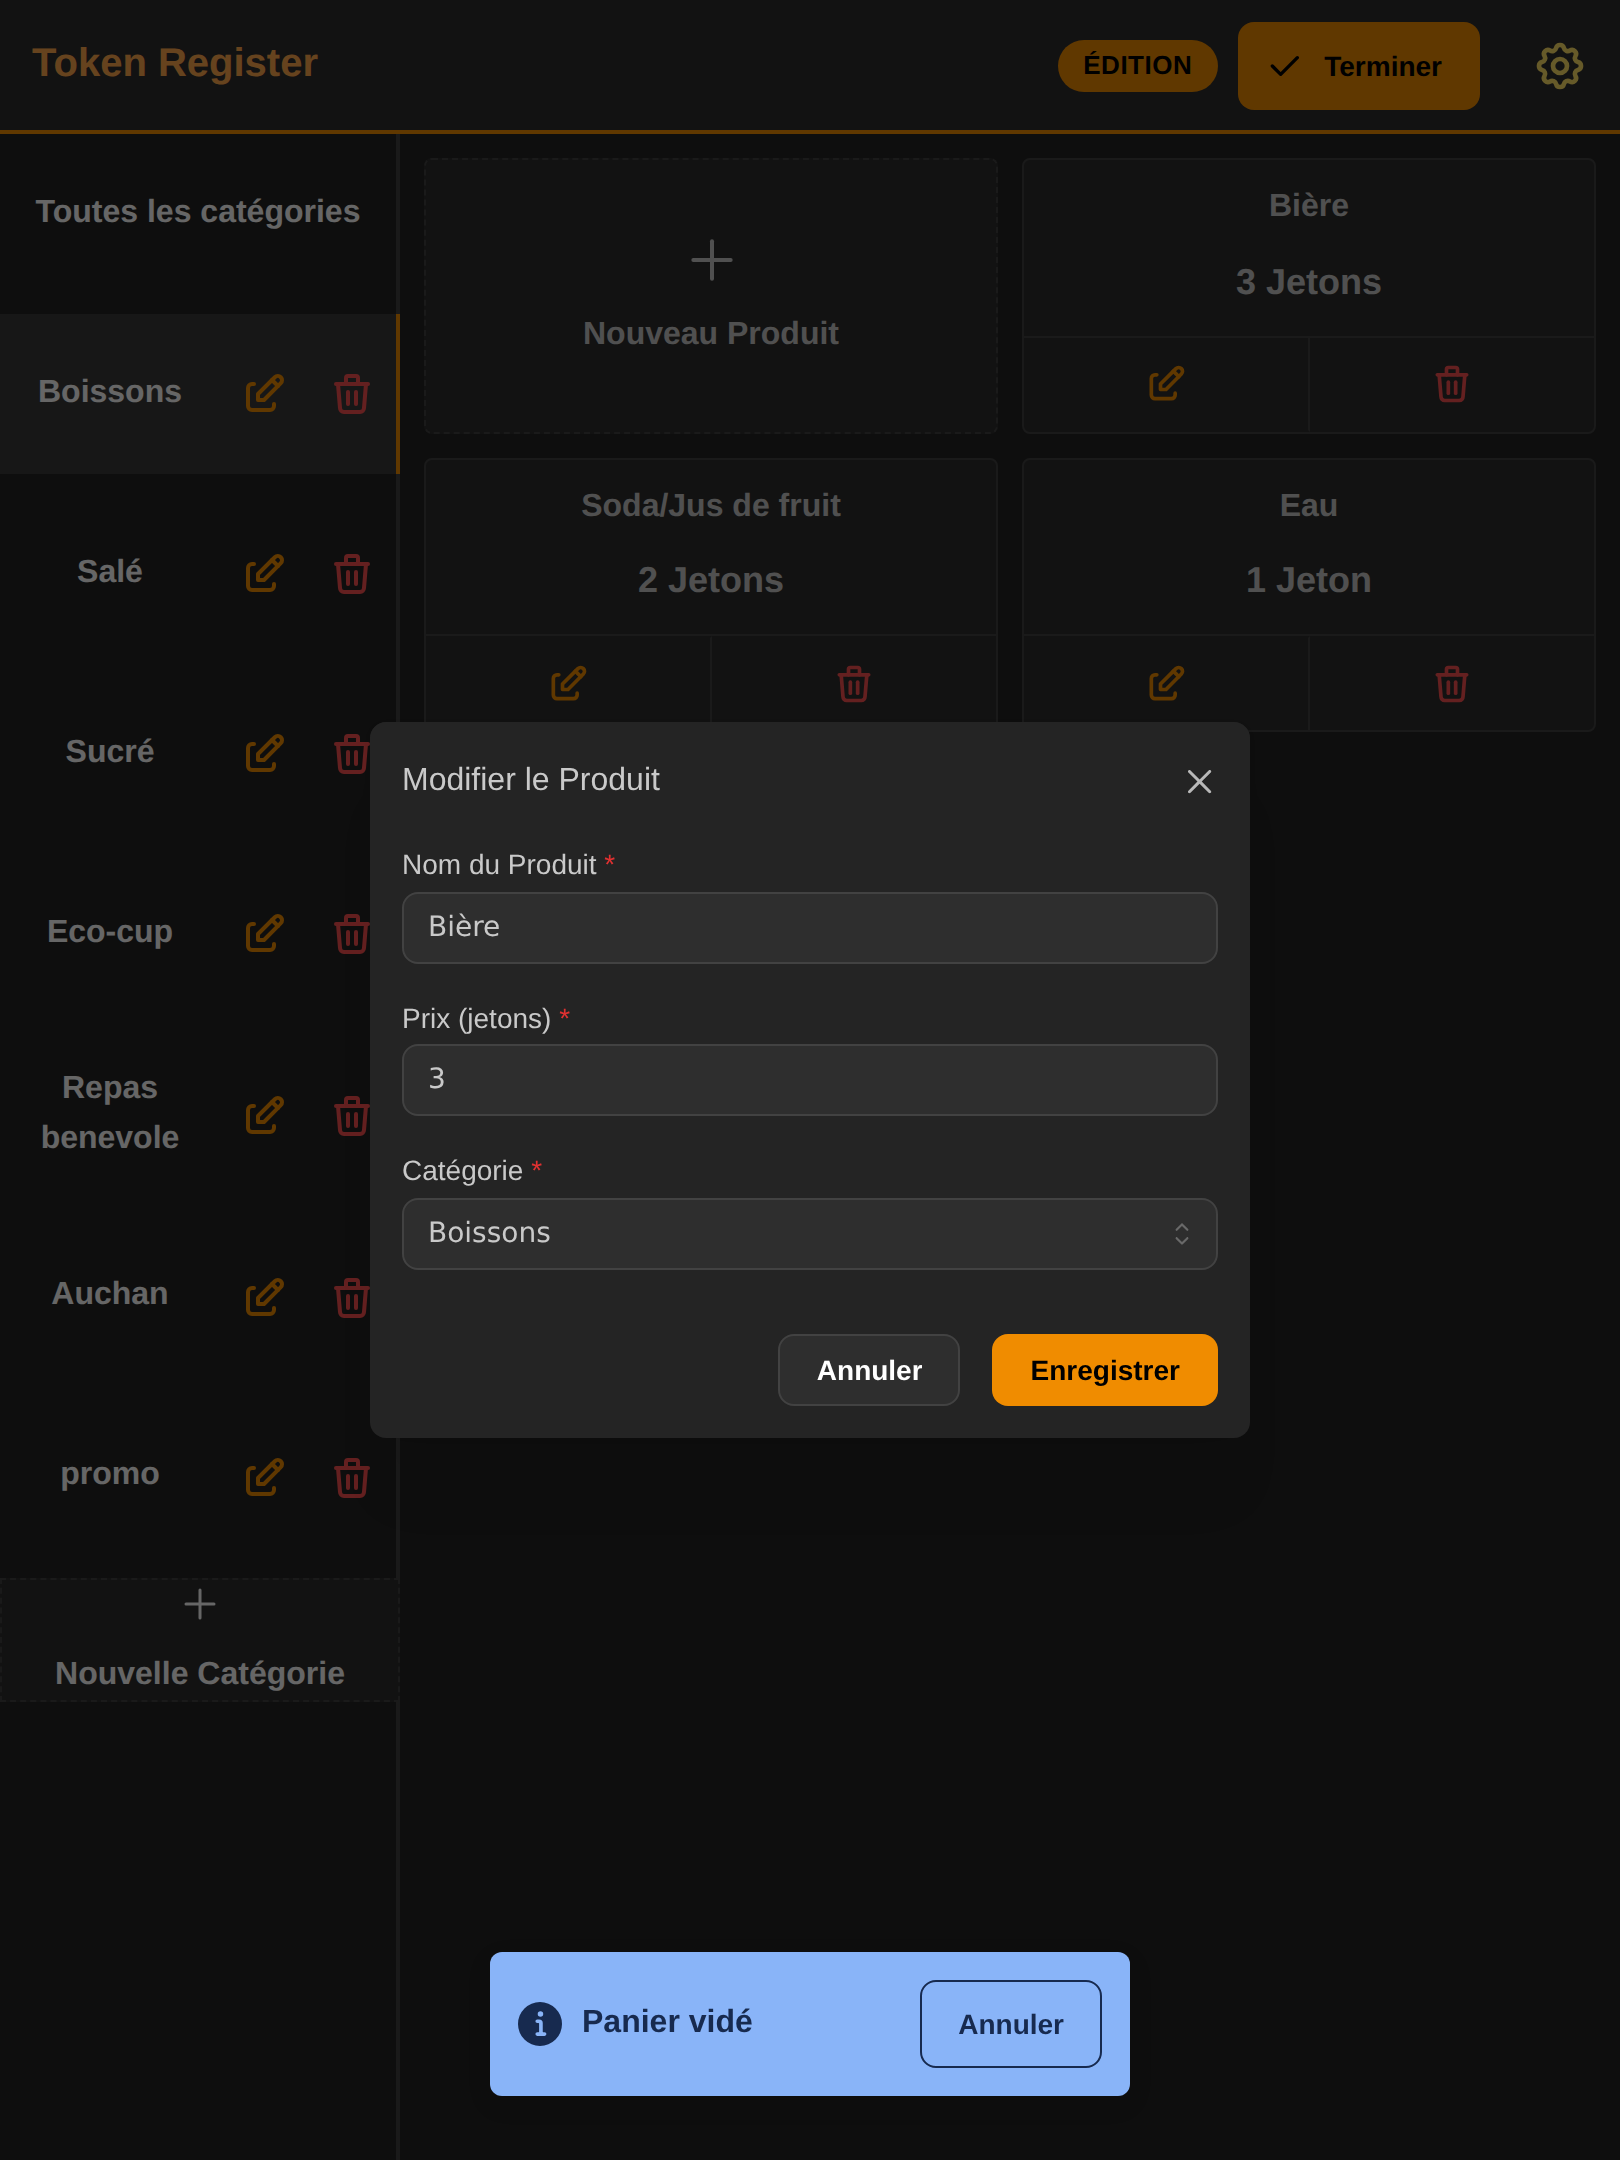 Token Register
ÉDITION
Terminer
Toutes les catégories
Boissons
Salé
Sucré
Eco-cup
Repas
benevole
Auchan
promo
Nouvelle Catégorie
Nouveau Produit
Bière
3 Jetons
Soda/Jus de fruit
2 Jetons
Eau
1 Jeton
Modifier le Produit
Nom du Produit *
Bière
Prix (jetons) *
3
Catégorie *
Boissons
Annuler
Enregistrer
Panier vidé
Annuler